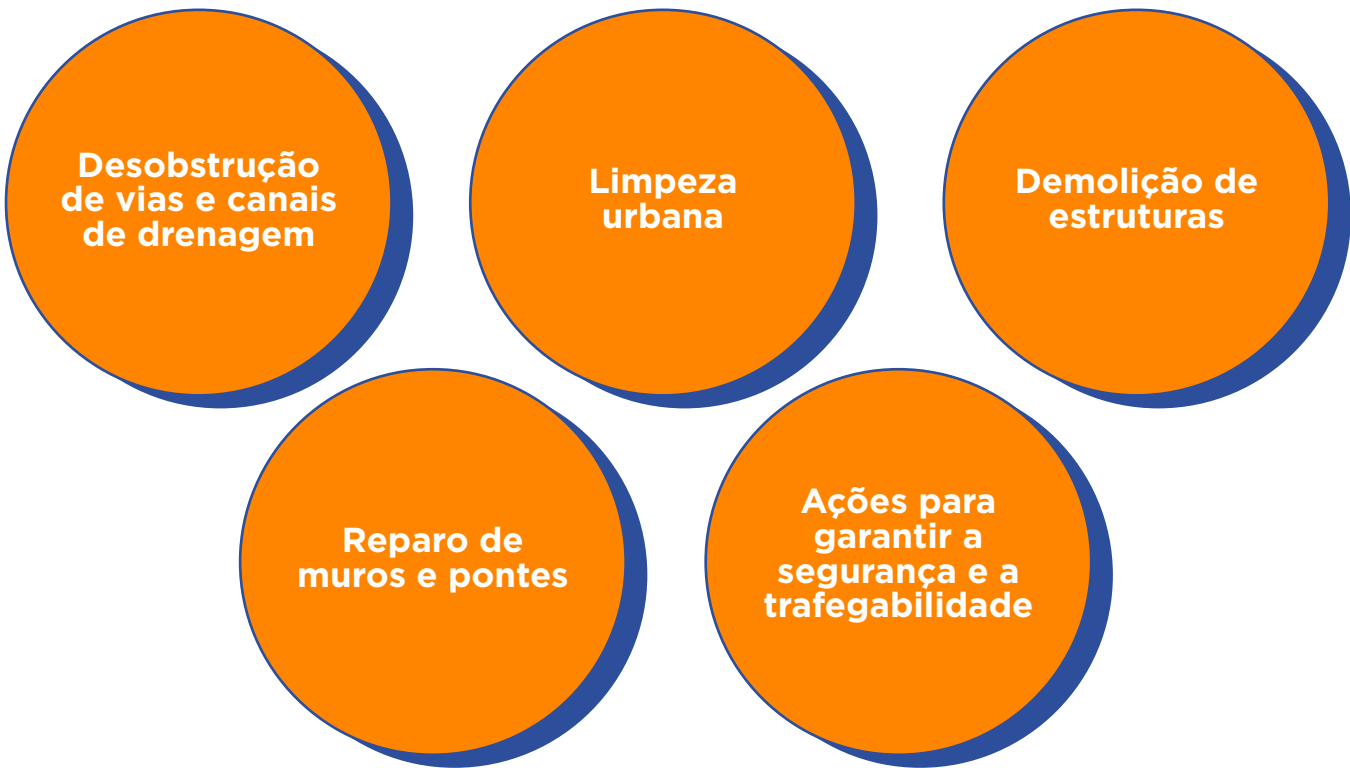 Desobstrução
de vias e canais
de drenagem
Limpeza
urbana
Demolição de
estruturas
Reparo de
muros e pontes
Ações para
garantir a
segurança e a
trafegabilidade